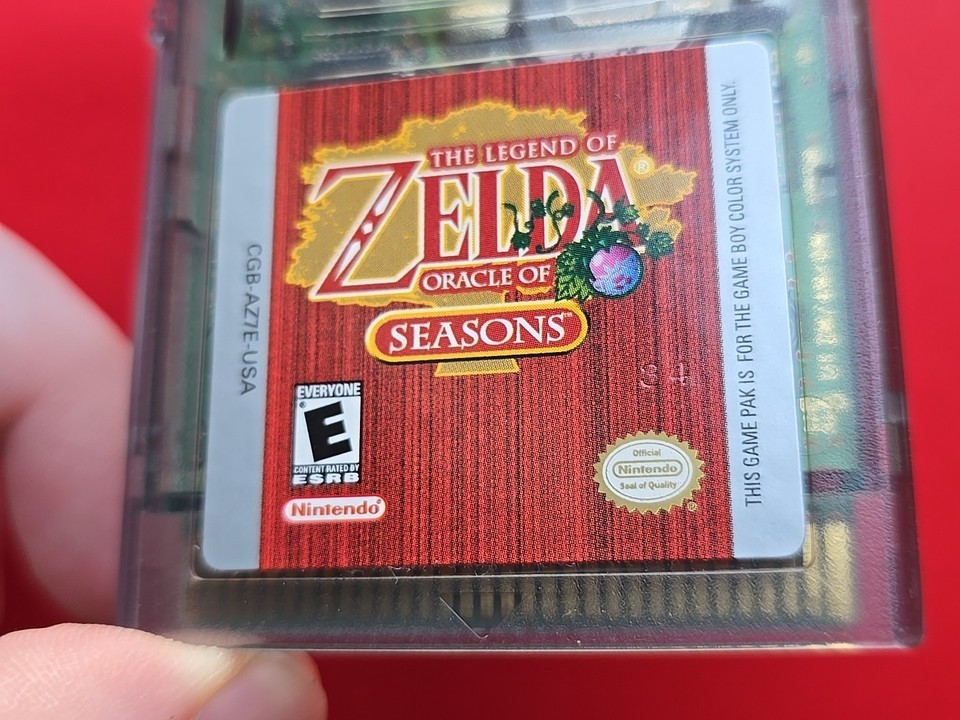 THE LEGEND OF
ZELDA®
ORACLE OF
SEASONS™
CGB-AZ7E-USA
THIS GAME PAK IS FOR THE GAME BOY COLOR SYSTEM ONLY.
EVERYONE
E
CONTENT RATED BY
ESRB
Nintendo®
Official
Nintendo
Seal of Quality
®